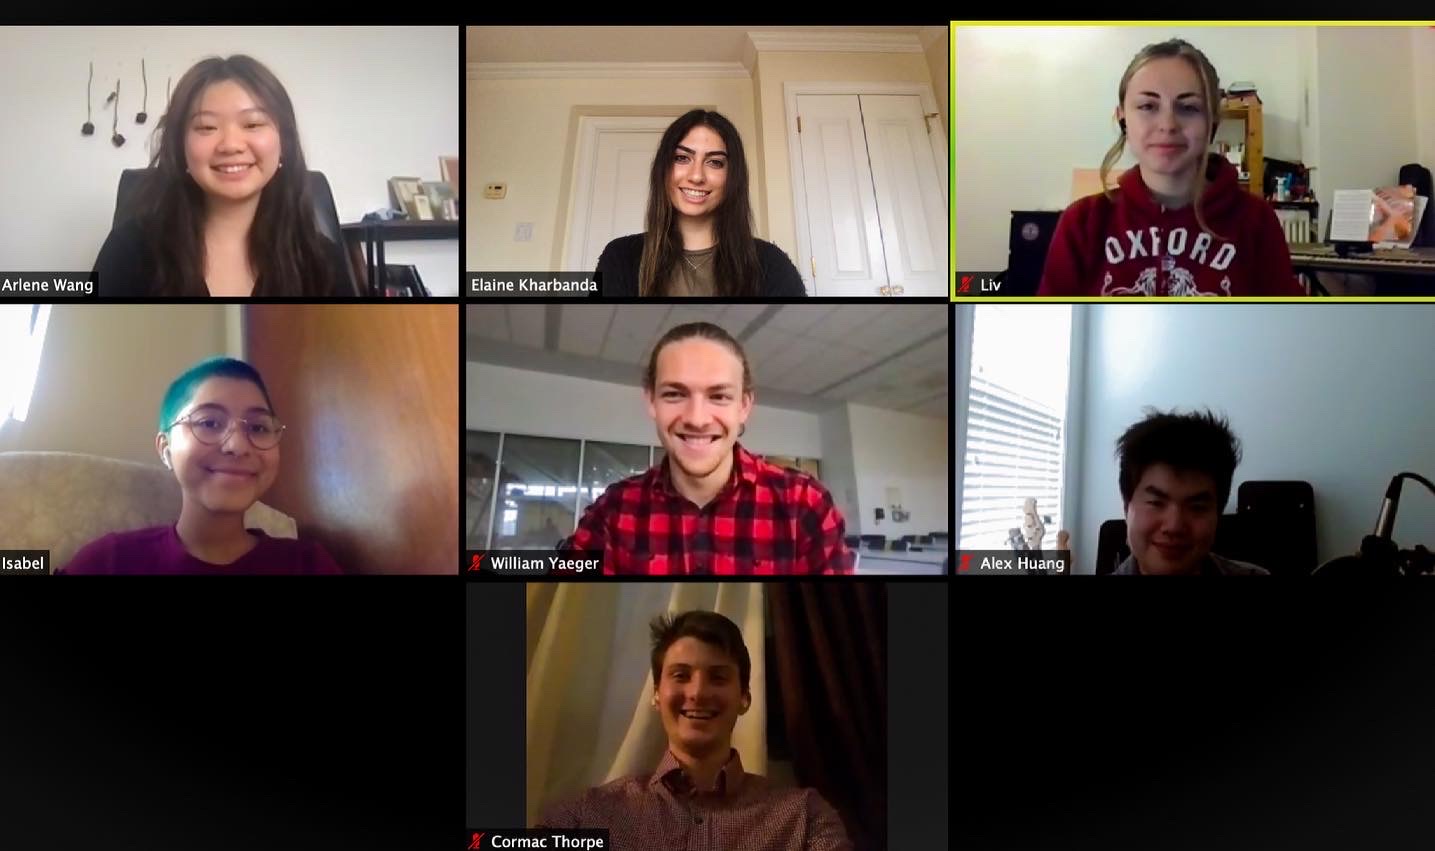 Arlene Wang
Elaine Kharbanda
OXFORD
Liv
Isabel
William Yaeger
Alex Huang
Cormac Thorpe